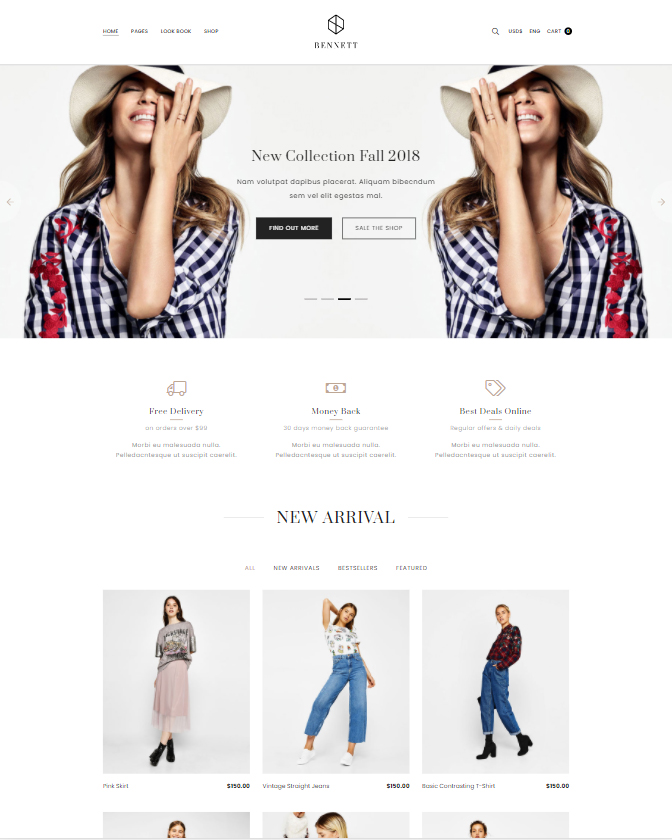 HOME PAGES LOOK BOOK SHOP
BENNETT
USD$ ENG CART 0
New Collection Fall 2018
Nam volutpat dapibus placerat. Aliquam bibecndum
sem vel elit egestas mal.
FIND OUT MORE SALE THE SHOP
Free Delivery
on orders over $99
Morbi eu malesuada nulla.
Pelledacntesque ut suscipit caerelit.
Money Back
30 days money back guarantee
Morbi eu malesuada nulla.
Pelledacntesque ut suscipit caerelit.
Best Deals Online
Regular offers & daily deals
Morbi eu malesuada nulla.
Pelledacntesque ut suscipit caerelit.
NEW ARRIVAL
ALL NEW ARRIVALS BESTSELLERS FEATURED
Pink Skirt $150.00
Vintage Straight Jeans $150.00
Basic Contrasting T-Shirt $150.00